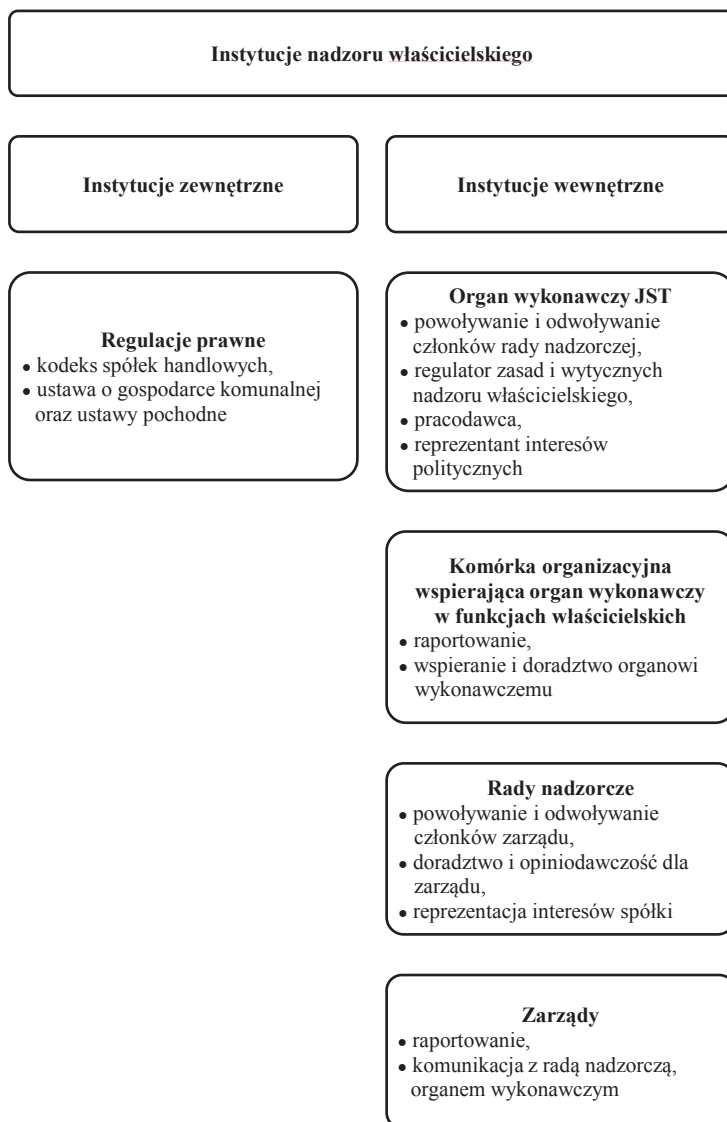 Instytucje nadzoru właścicielskiego
Instytucje zewnętrzne
Instytucje wewnętrzne
Regulacje prawne
• kodeks spółek handlowych,
• ustawa o gospodarce komunalnej
oraz ustawy pochodne
Organ wykonawczy JST
• powoływanie i odwoływanie
członków rady nadzorczej,
• regulator zasad i wytycznych
nadzoru właścicielskiego,
• pracodawca,
• reprezentant interesów
politycznych
Komórka organizacyjna
wspierająca organ wykonawczy
w funkcjach właścicielskich
• raportowanie,
• wspieranie i doradztwo organowi
wykonawczemu
Rady nadzorcze
• powoływanie i odwoływanie
członków zarządu,
• doradztwo i opiniodawczość dla
zarządu,
• reprezentacja interesów spółki
Zarządy
• raportowanie,
• komunikacja z radą nadzorczą,
organem wykonawczym